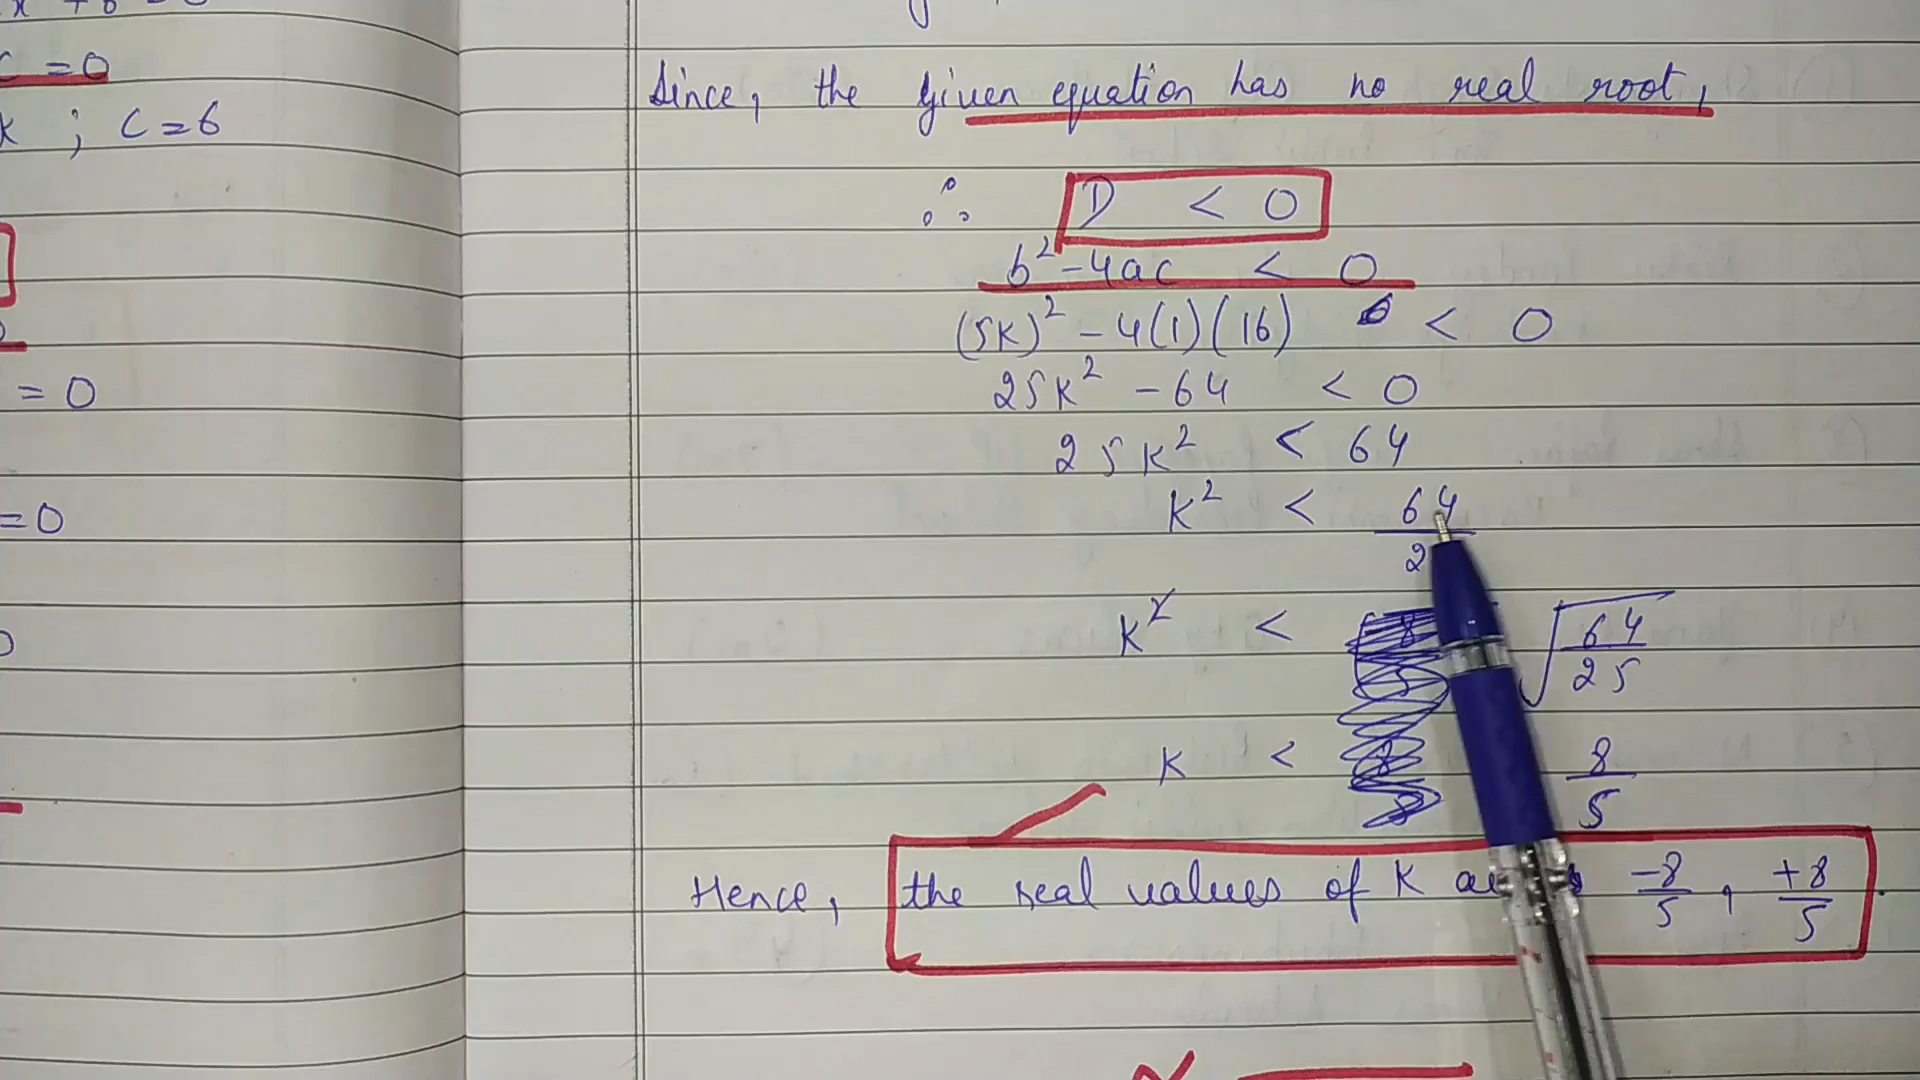 c = 0
k ; c = 6
= 0
= 0
Since, the given equation has no real root,
∴ D < 0
b² - 4ac < 0
(5k)² - 4(1)(16) < 0
25k² - 64 < 0
25k² < 64
k² < 64
2
k² < √64/25
k < 8/5
Hence, the real values of k -8/5 , +8/5